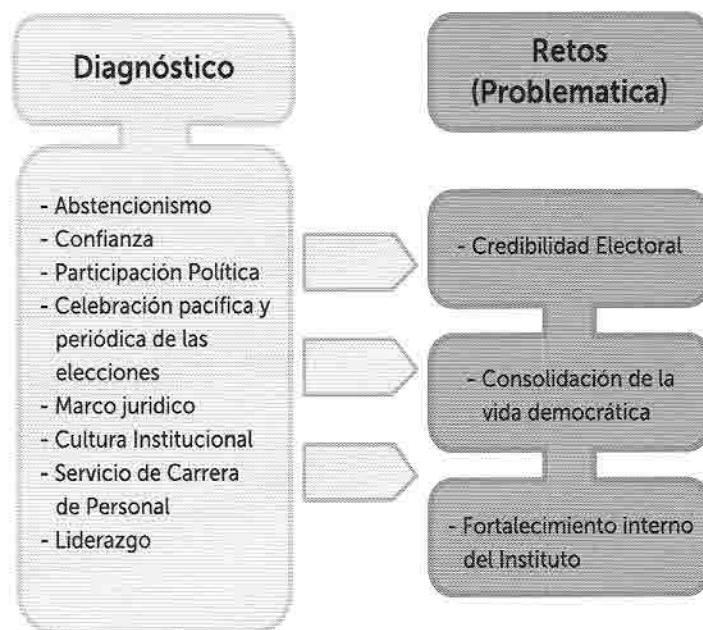 Diagnóstico
- Abstencionismo
- Confianza
- Participación Política
- Celebración pacífica y
periódica de las
elecciones
- Marco juridico
- Cultura Institucional
- Servicio de Carrera
de Personal
- Liderazgo
Retos
(Problematica)
- Credibilidad Electoral
- Consolidación de la
vida democrática
- Fortalecimiento interno
del Instituto